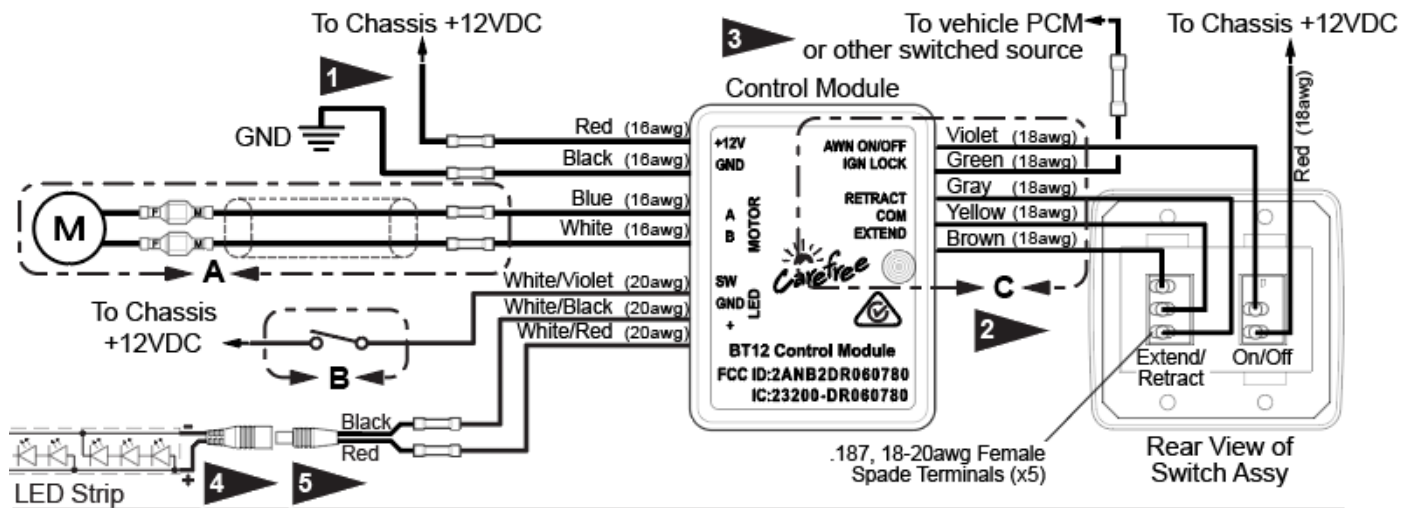 To Chassis +12VDC
3
To vehicle PCM
or other switched source
To Chassis +12VDC
1
Control Module
GND
Red (16awg)
Black (16awg)
Blue (16awg)
White (16awg)
+12V
GND
A
B
MOTOR
AWN ON/OFF
IGN LOCK
RETRACT
COM
EXTEND
Violet (18awg)
Green (18awg)
Gray (18awg)
Yellow (18awg)
Brown (18awg)
Red (18awg)
M
F M
F M
A
White/Violet (20awg)
White/Black (20awg)
White/Red (20awg)
SW
GND
+
LED
Carefree
C
2
To Chassis
+12VDC
B
BT12 Control Module
FCC ID:2ANB2DR060780
IC:23200-DR060780
Extend/
Retract
On/Off
Black
Red
-
+
4
5
LED Strip
.187, 18-20awg Female
Spade Terminals (x5)
Rear View of
Switch Assy